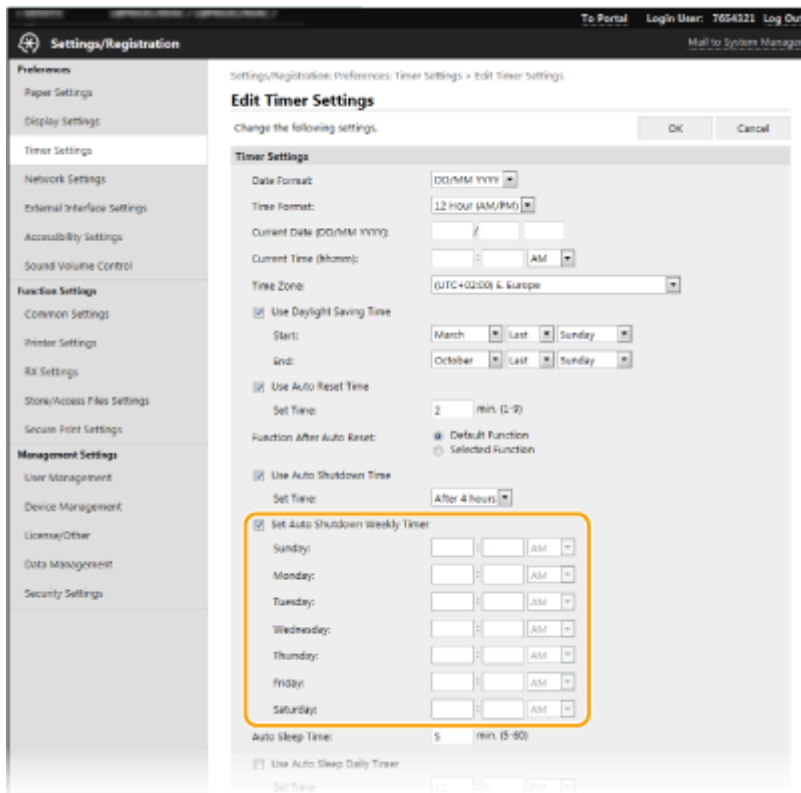 To Portal Login User: 7654321 Log Out
Settings/Registration
Mail to System Manager
Preferences
Paper Settings
Display Settings
Timer Settings
Network Settings
External Interface Settings
Accessibility Settings
Sound Volume Control
Function Settings
Common Settings
Printer Settings
RX Settings
Store/Access Files Settings
Secure Print Settings
Management Settings
User Management
Device Management
License/Other
Data Management
Security Settings
Settings/Registration: Preferences: Timer Settings > Edit Timer Settings
Edit Timer Settings
Change the following settings.
OK Cancel
Timer Settings
Date Format: DD/MM YYYY
Time Format: 12 Hour (AM/PM)
Current Date (DD/MM YYYY): /
Current Time (hh:mm): : AM
Time Zone: (UTC+02:00) E. Europe
Use Daylight Saving Time
Start: March Last Sunday
End: October Last Sunday
Use Auto Reset Time
Set Time: 2 min. (1-9)
Function After Auto Reset: Default Function
Selected Function
Use Auto Shutdown Time
Set Time: After 4 hours
Set Auto Shutdown Weekly Timer
Sunday: : AM
Monday: : AM
Tuesday: : AM
Wednesday: : AM
Thursday: : AM
Friday: : AM
Saturday: : AM
Auto Sleep Time: 5 min. (5-60)
Use Auto Sleep Daily Timer
Set Time: 12 : PM